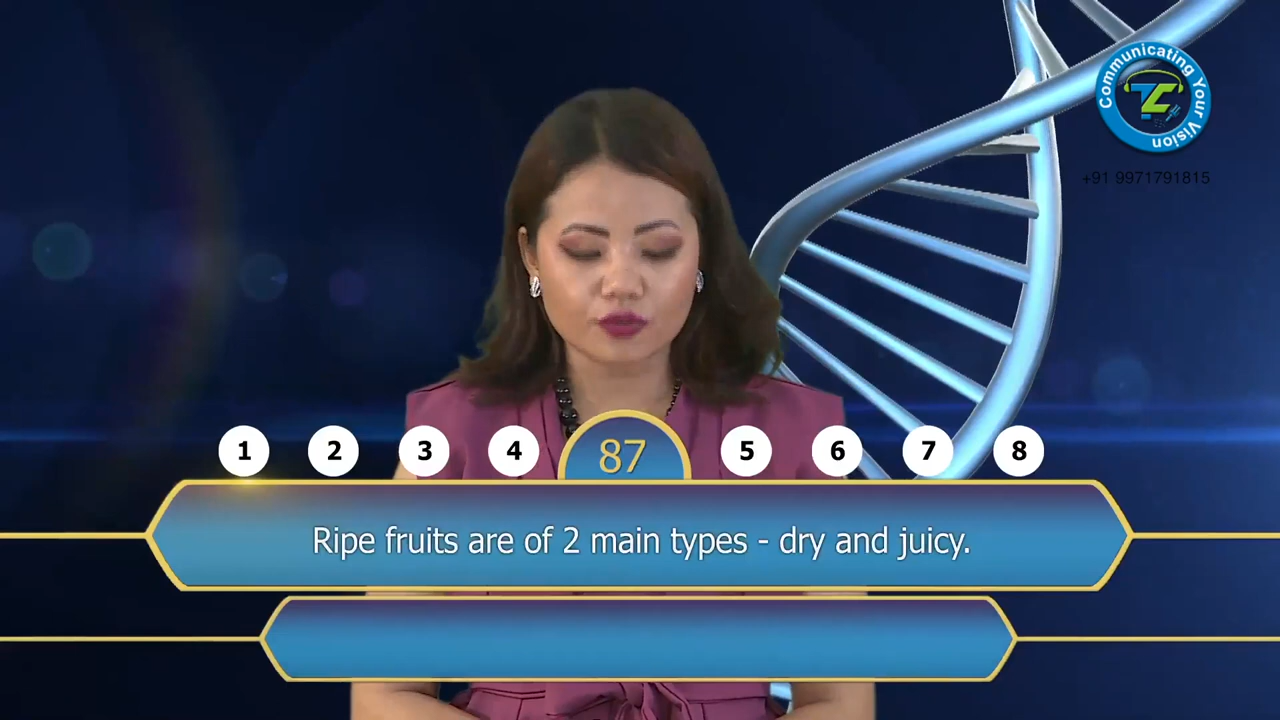 Communicating Your Vision
TC
+91 9971791815
1 2 3 4 87 5 6 7 8
Ripe fruits are of 2 main types - dry and juicy.